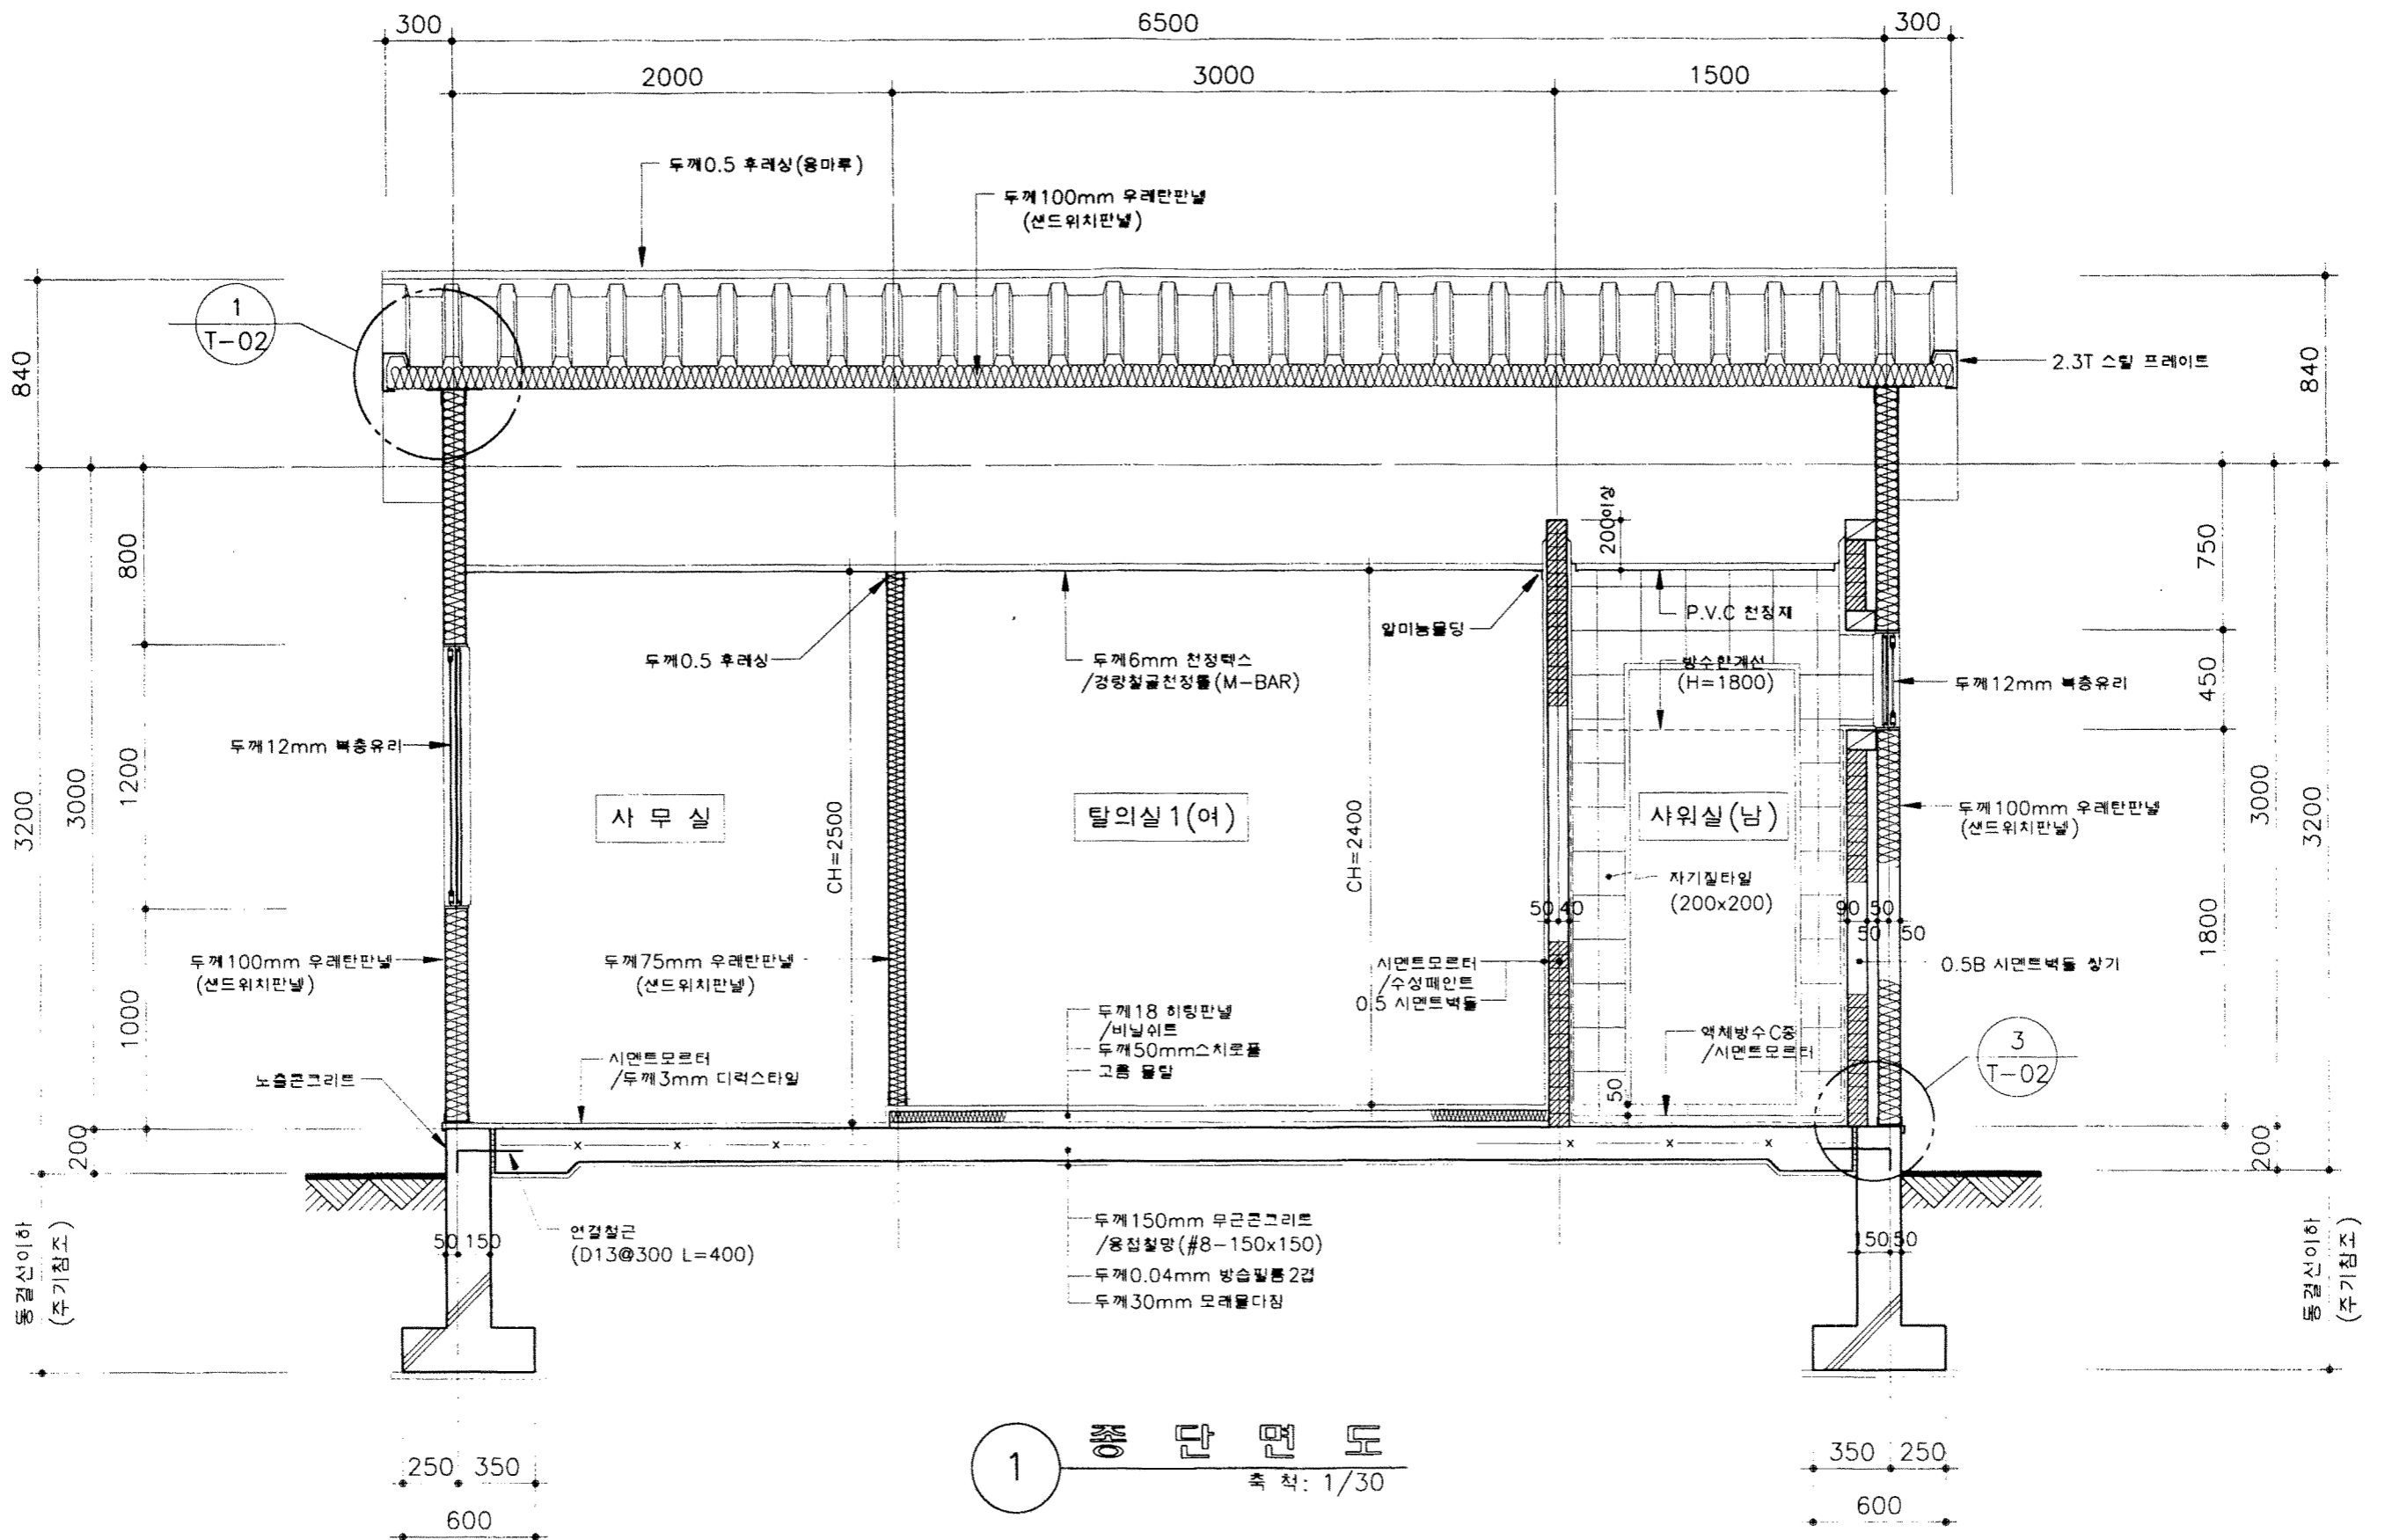 300
6500
300
2000
3000
1500
두께0.5 후레싱(용마루)
두께100mm 우레탄판넬
(샌드위치판넬)
1
T-02
2.3T 스틸 프레이트
840
840
200이상
800
750
P.V.C 천정재
알미늄몰딩
두께0.5 후레싱
두께6mm 천정텍스
/경량철골천정틀(M-BAR)
방수한계선
(H=1800)
두께12mm 복층유리
450
두께12mm 복층유리
1200
3000
3200
사 무 실
탈의실1(여)
샤워실(남)
CH=2500
CH=2400
두께100mm 우레탄판넬
(샌드위치판넬)
3000
3200
자기질타일
(200x200)
50 40
90 50
50 50
1800
두께100mm 우레탄판넬
(샌드위치판넬)
두께75mm 우레탄판넬
(샌드위치판넬)
시멘트모르터
/수성페인트
0.5 시멘트벽돌
0.5B 시멘트벽돌 쌓기
1000
두께18 히팅판넬
/비닐쉬트
두께50mm스치로폴
고름 몰탈
액체방수C종
/시멘트모르터
3
T-02
시멘트모르터
/두께3mm 디럭스타일
노출콘크리트
50
200
200
연결철근
(D13@300 L=400)
50 150
150 50
두께150mm 무근콘크리트
/용접철망(#8-150x150)
두께0.04mm 방습필름2겹
두께30mm 모래물다짐
동결선이하
(주기참조)
동결선이하
(주기참조)
1
종 단 면 도
축 척: 1/30
250 350
600
350 250
600